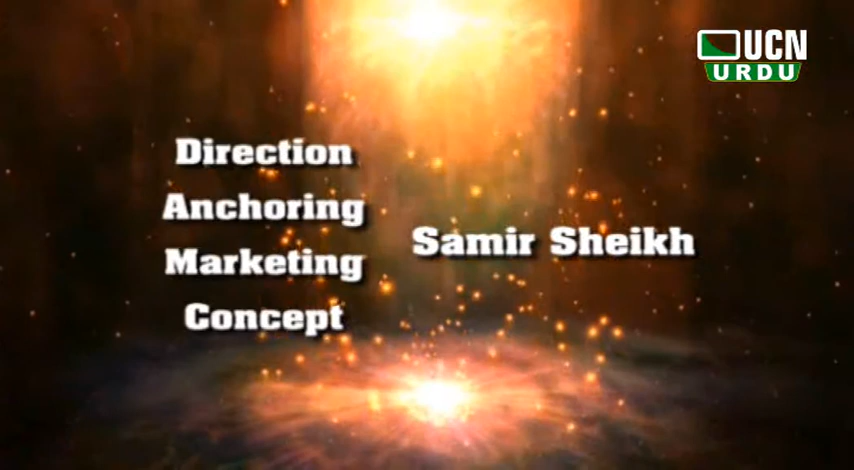 UCN
URDU
Direction
Anchoring
Marketing
Concept
Samir Sheikh